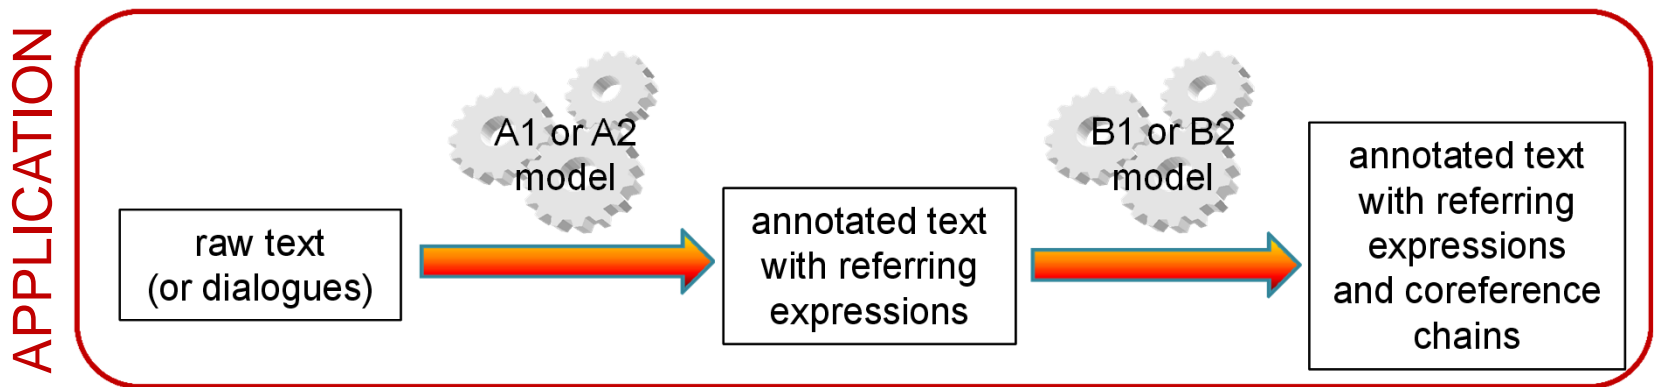 APPLICATION
raw text
(or dialogues)
A1 or A2
model
annotated text
with referring
expressions
B1 or B2
model
annotated text
with referring
expressions
and coreference
chains